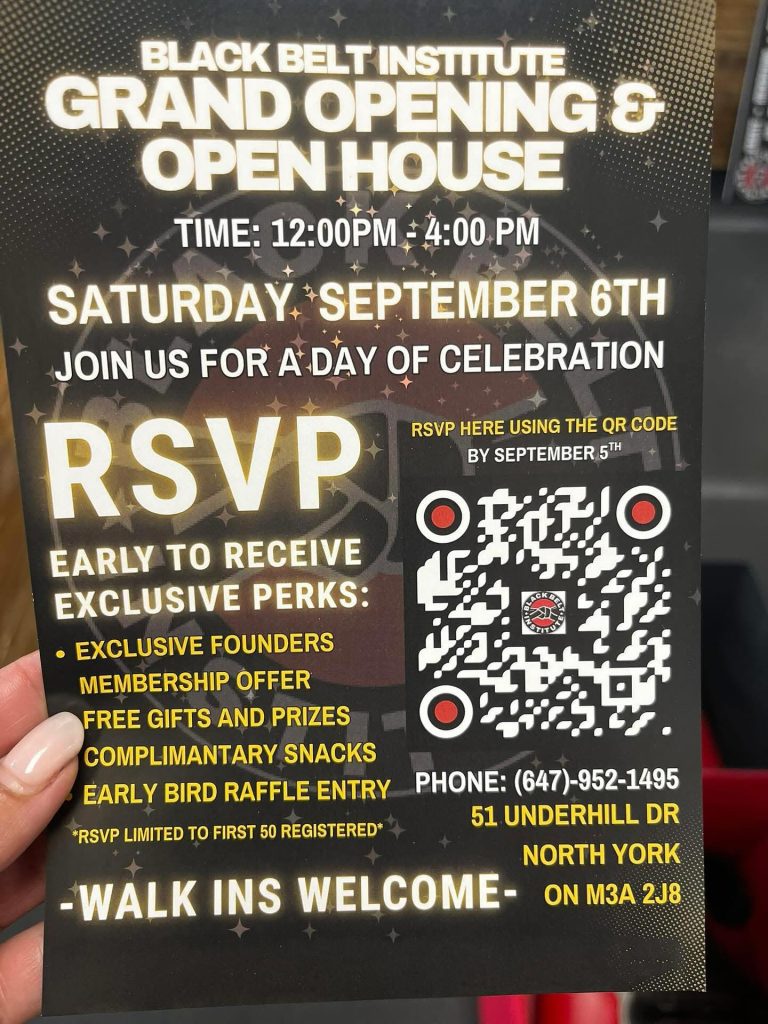 BLACK BELT INSTITUTE
GRAND OPENING &
OPEN HOUSE
TIME: 12:00PM - 4:00 PM
SATURDAY SEPTEMBER 6TH
JOIN US FOR A DAY OF CELEBRATION
RSVP
EARLY TO RECEIVE
EXCLUSIVE PERKS:
• EXCLUSIVE FOUNDERS
MEMBERSHIP OFFER
FREE GIFTS AND PRIZES
COMPLIMANTARY SNACKS
• EARLY BIRD RAFFLE ENTRY
*RSVP LIMITED TO FIRST 50 REGISTERED*
RSVP HERE USING THE QR CODE
BY SEPTEMBER 5TH
BLACK BELT
INSTITUTE
PHONE: (647)-952-1495
51 UNDERHILL DR
NORTH YORK
ON M3A 2J8
-WALK INS WELCOME-